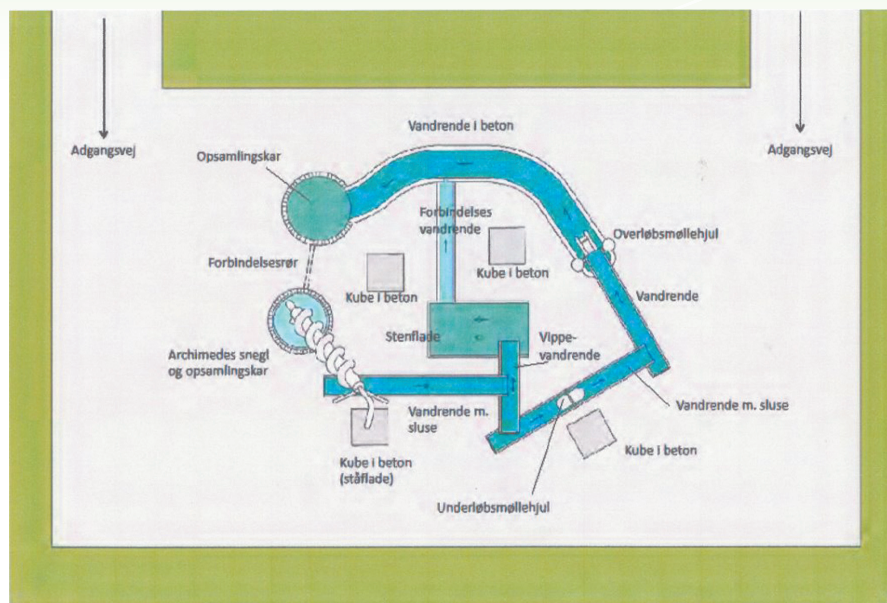 Vandrende i beton
Adgangsvej
Adgangsvej
Opsamlingskar
Forbindelses
vandrende
Overløbsmøllehjul
Forbindelsesrør
Kube i beton
Kube i beton
Vandrende
Stenflade
Vippe-
vandrende
Archimedes snegl
og opsamlingskar
Vandrende m.
sluse
Vandrende m. sluse
Kube i beton
(ståflade)
Kube i beton
Underløbsmøllehjul